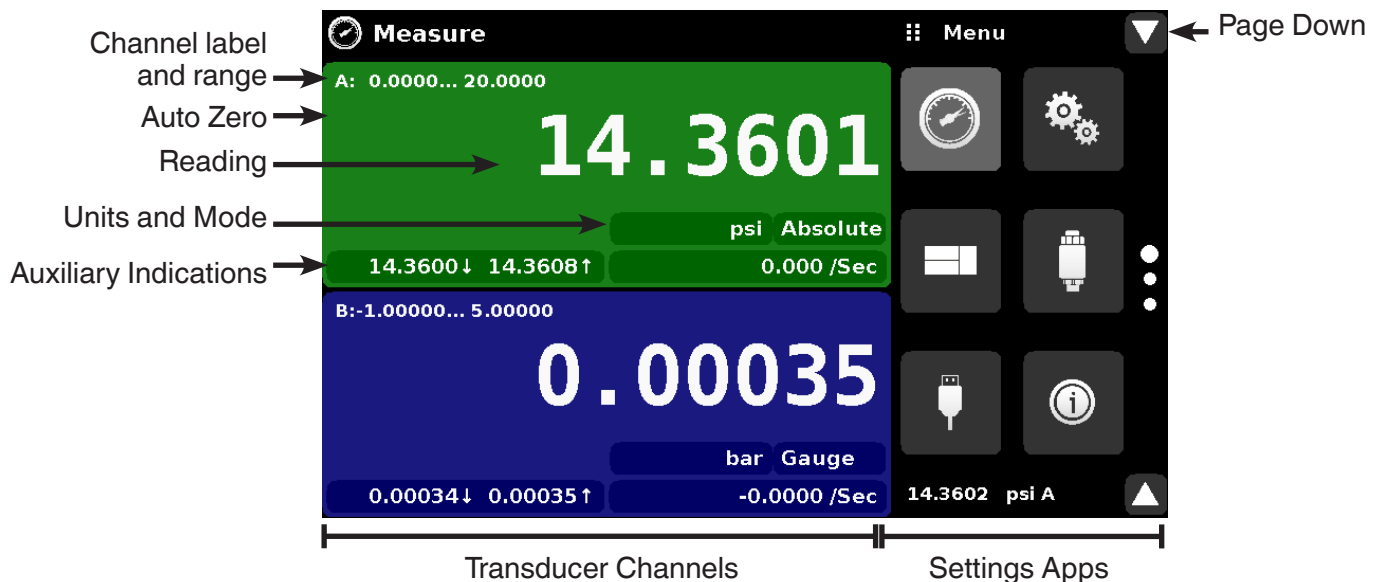 Channel label
and range
Auto Zero
Reading
Units and Mode
Auxiliary Indications
Measure
A: 0.0000... 20.0000
14.3601
psi Absolute
14.3600↓ 14.3608↑ 0.000 /Sec
B:-1.00000... 5.00000
0.00035
bar Gauge
0.00034↓ 0.00035↑ -0.0000 /Sec
Menu
Page Down
14.3602 psi A
Transducer Channels
Settings Apps